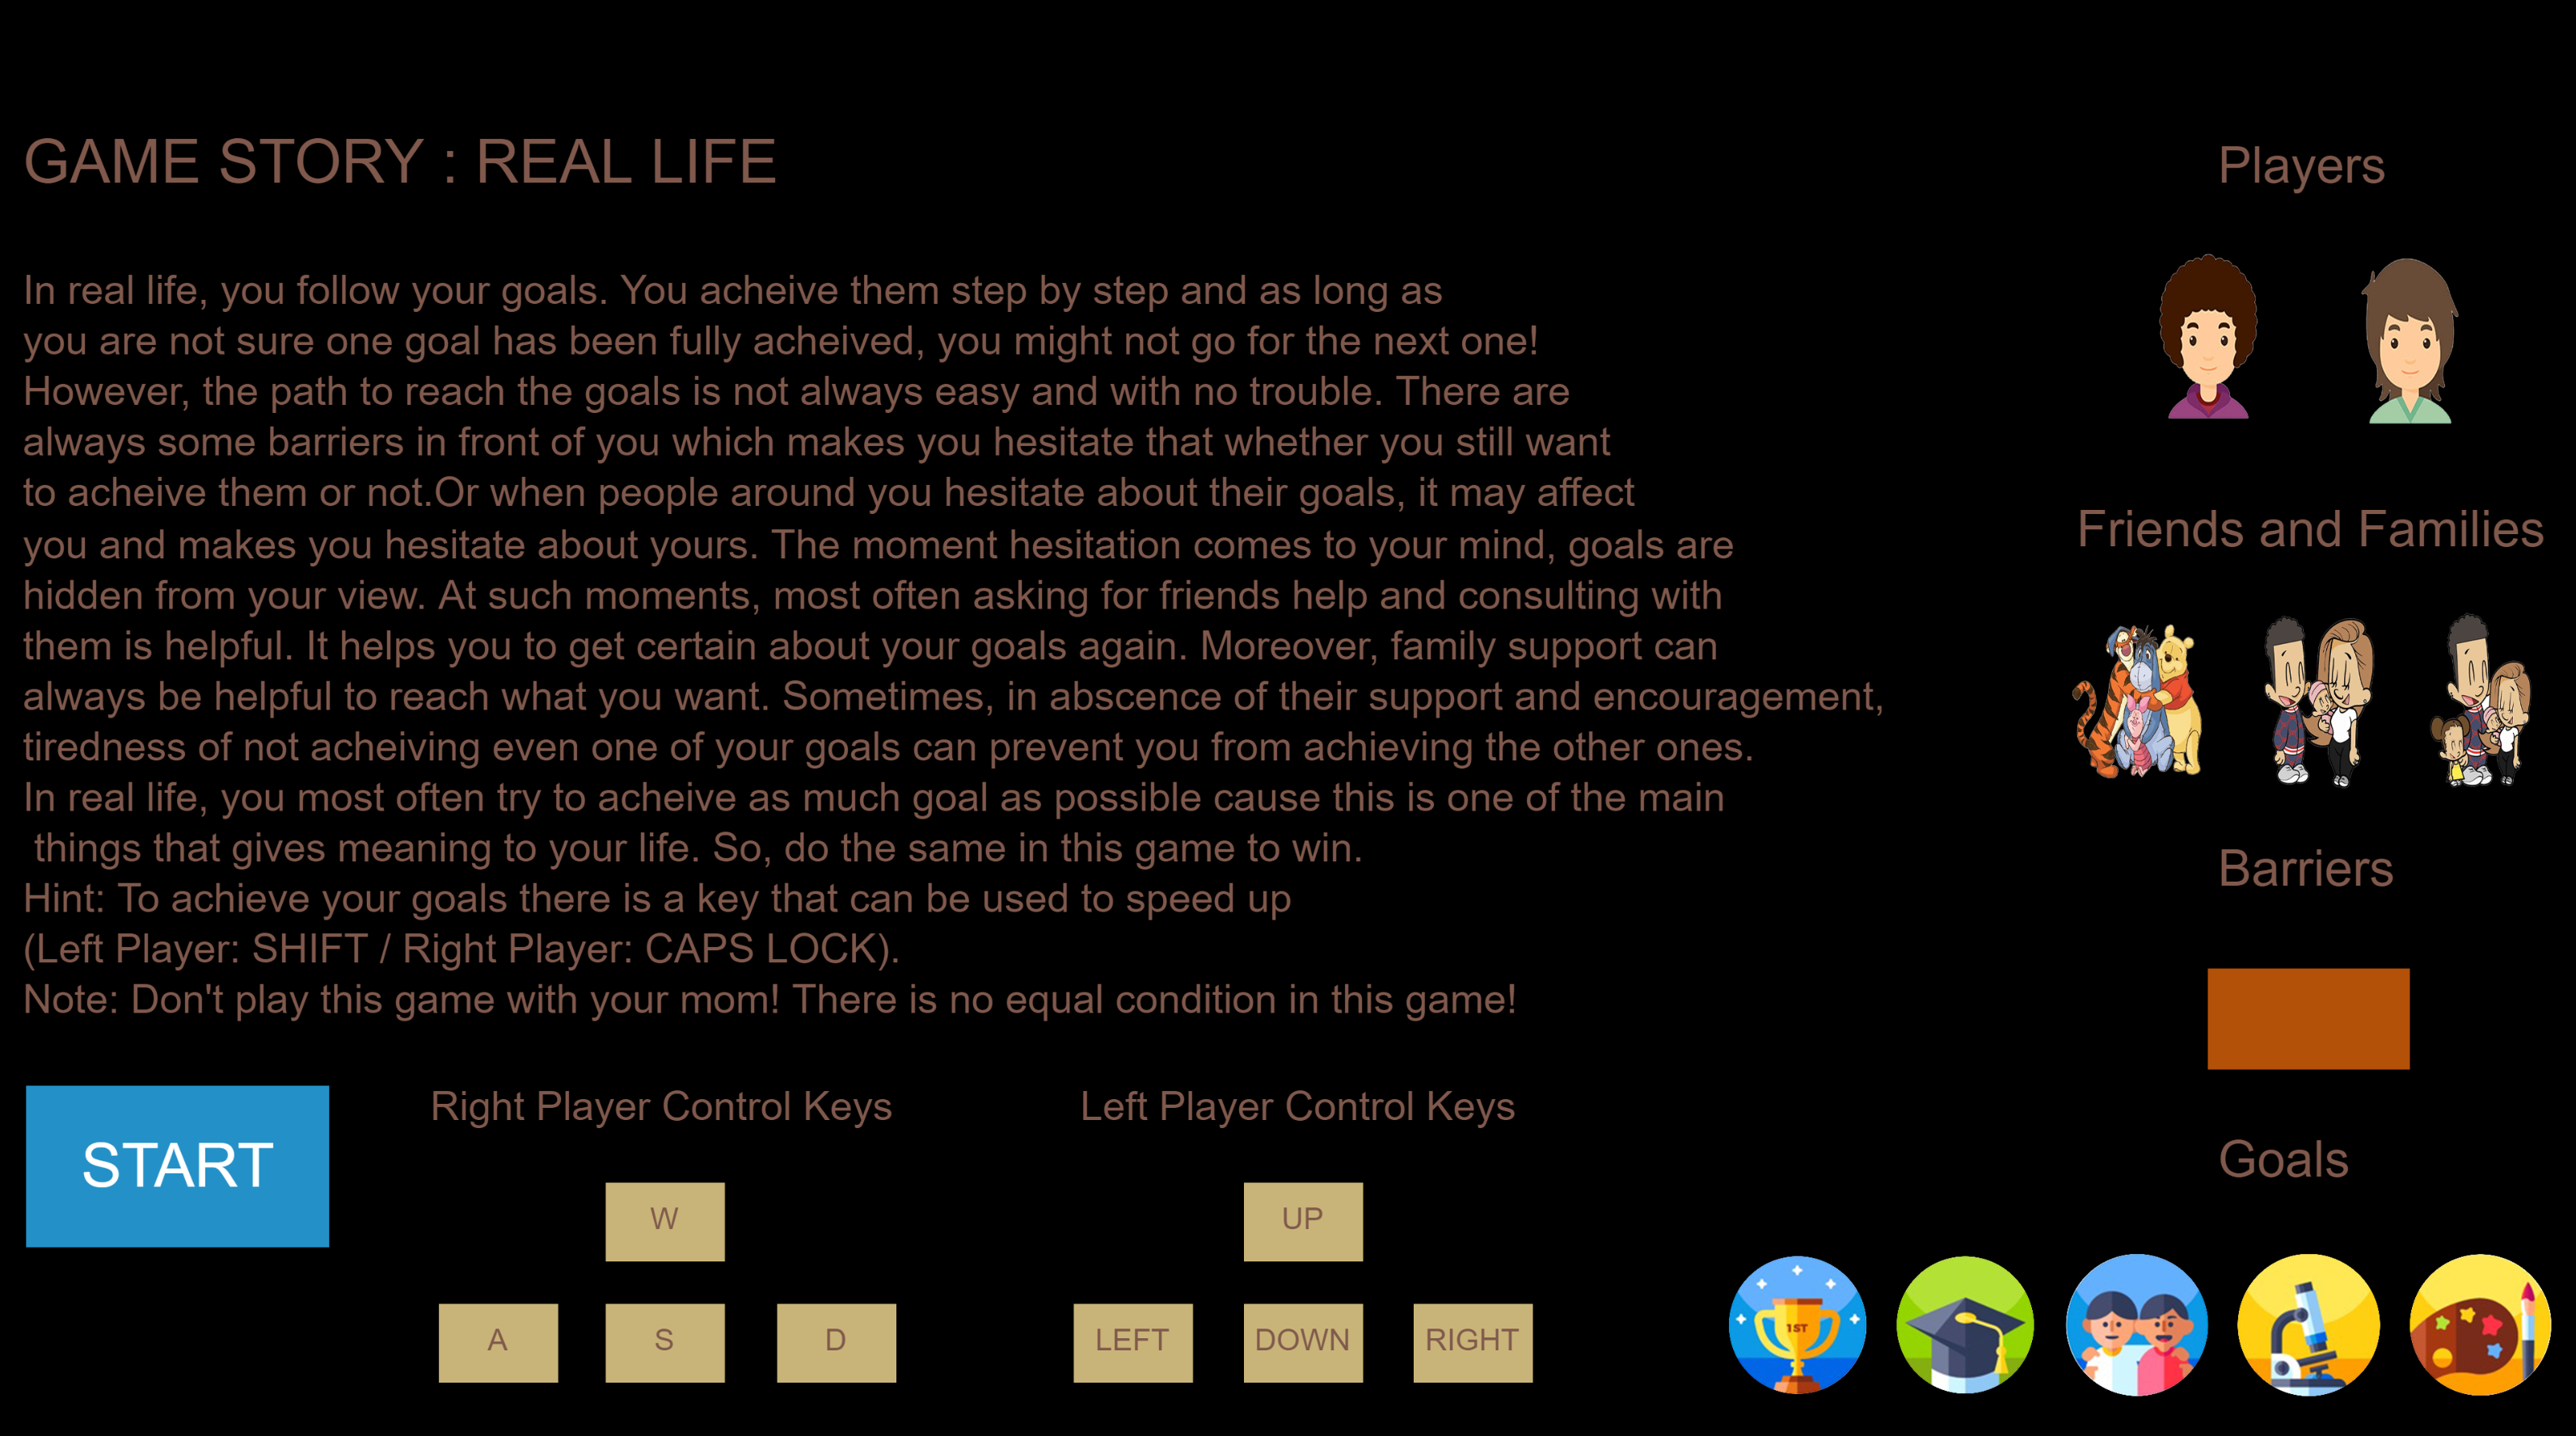 GAME STORY : REAL LIFE
In real life, you follow your goals. You acheive them step by step and as long as
you are not sure one goal has been fully acheived, you might not go for the next one!
However, the path to reach the goals is not always easy and with no trouble. There are
always some barriers in front of you which makes you hesitate that whether you still want
to acheive them or not.Or when people around you hesitate about their goals, it may affect
you and makes you hesitate about yours. The moment hesitation comes to your mind, goals are
hidden from your view. At such moments, most often asking for friends help and consulting with
them is helpful. It helps you to get certain about your goals again. Moreover, family support can
always be helpful to reach what you want. Sometimes, in abscence of their support and encouragement,
tiredness of not acheiving even one of your goals can prevent you from achieving the other ones.
In real life, you most often try to acheive as much goal as possible cause this is one of the main
things that gives meaning to your life. So, do the same in this game to win.
Hint: To achieve your goals there is a key that can be used to speed up
(Left Player: SHIFT / Right Player: CAPS LOCK).
Note: Don't play this game with your mom! There is no equal condition in this game!
START
Right Player Control Keys
W
A S D
Left Player Control Keys
UP
LEFT DOWN RIGHT
Players
Friends and Families
Barriers
Goals
1ST